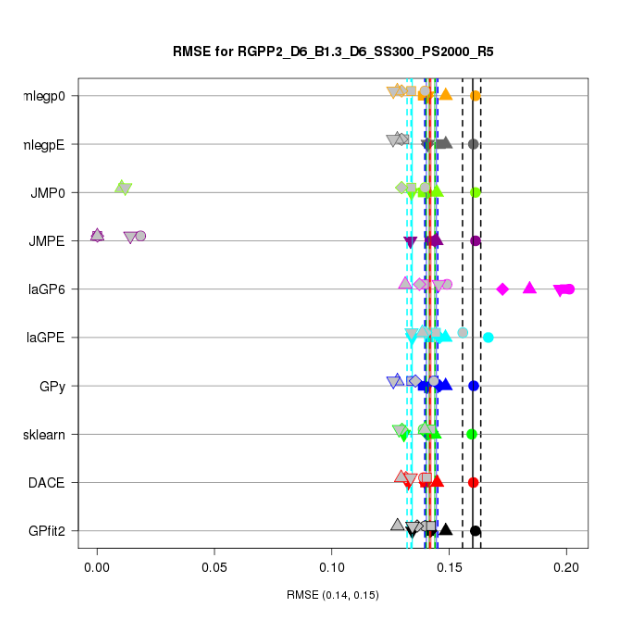 RMSE for RGPP2_D6_B1.3_D6_SS300_PS2000_R5
mlegp0
mlegpE
JMP0
JMPE
laGP6
laGPE
GPy
sklearn
DACE
GPfit2
0.00 0.05 0.10 0.15 0.20
RMSE (0.14, 0.15)